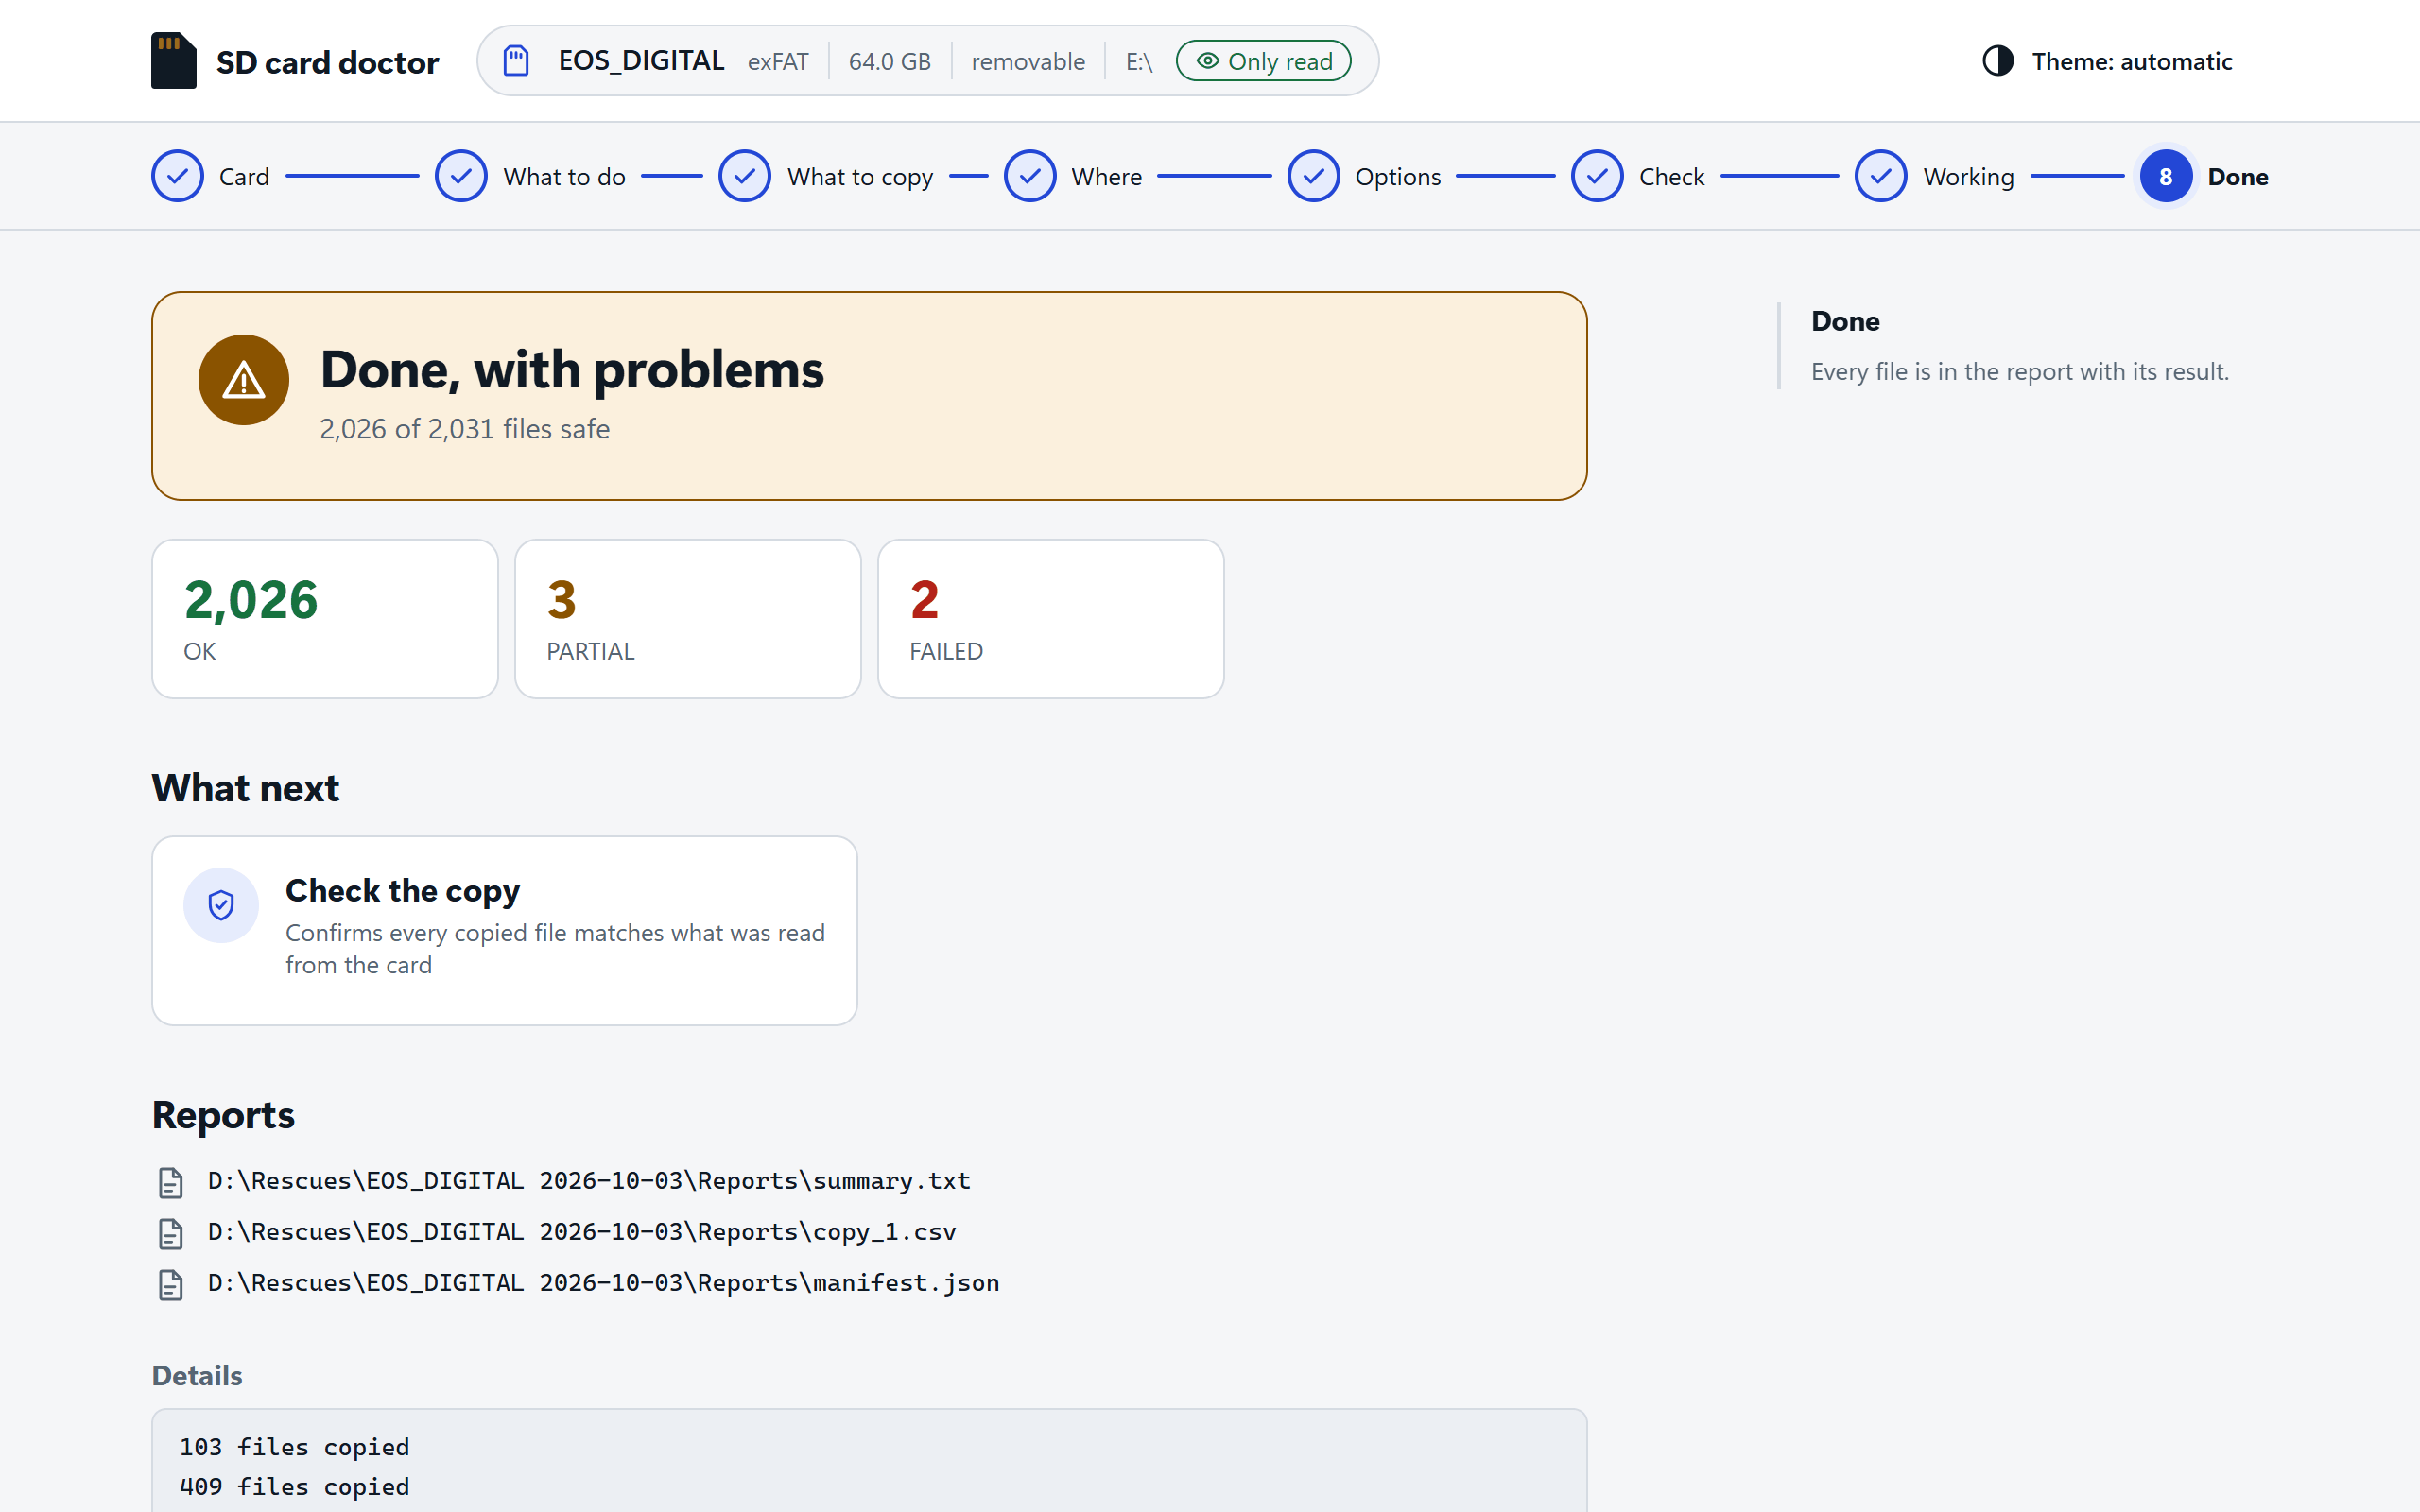 SD card doctor
EOS_DIGITAL exFAT 64.0 GB removable E:\ Only read
Theme: automatic
Card What to do What to copy Where Options Check Working 8 Done
Done, with problems
2,026 of 2,031 files safe
Done
Every file is in the report with its result.
2,026
OK
3
PARTIAL
2
FAILED
What next
Check the copy
Confirms every copied file matches what was read
from the card
Reports
D:\Rescues\EOS_DIGITAL 2026-10-03\Reports\summary.txt
D:\Rescues\EOS_DIGITAL 2026-10-03\Reports\copy_1.csv
D:\Rescues\EOS_DIGITAL 2026-10-03\Reports\manifest.json
Details
103 files copied
409 files copied